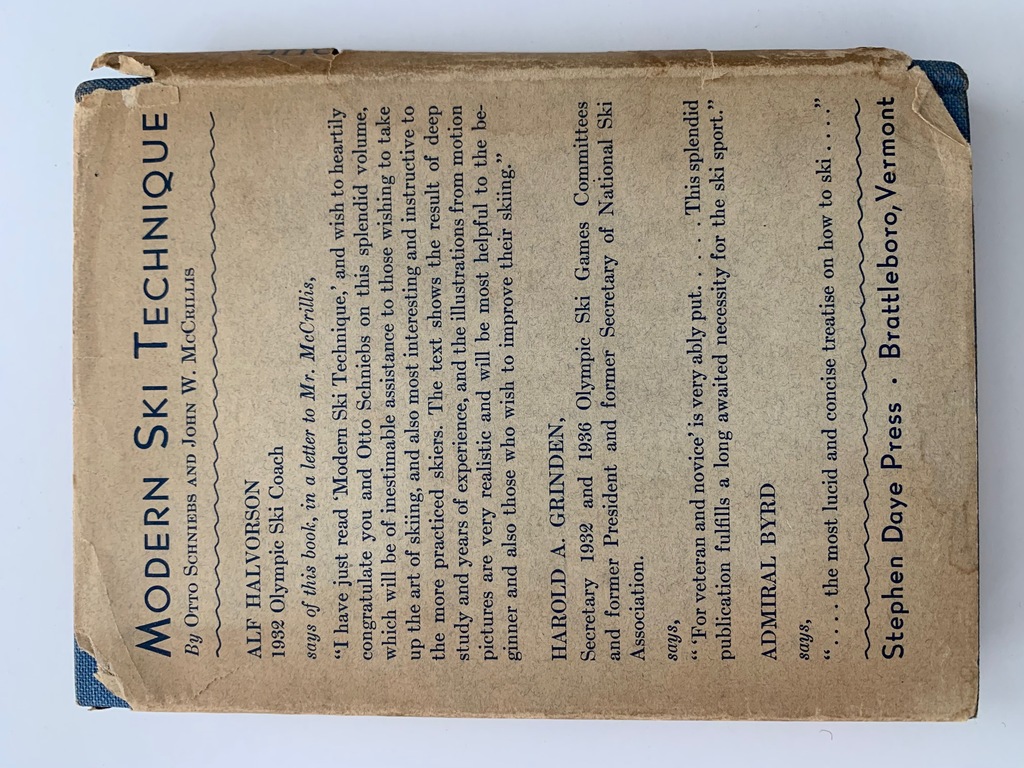 MODERN SKI TECHNIQUE
By OTTO SCHNIEBS AND JOHN W. MCCRILLIS
ALF HALVORSON
1932 Olympic Ski Coach
says of this book, in a letter to Mr. McCrillis,
“I have just read ‘Modern Ski Technique,’ and wish to heartily
congratulate you and Otto Schniebs on this splendid volume,
which will be of inestimable assistance to those wishing to take
up the art of skiing, and also most interesting and instructive to
the more practiced skiers. The text shows the result of deep
study and years of experience, and the illustrations from motion
pictures are very realistic and will be most helpful to the be-
ginner and also those who wish to improve their skiing.”
HAROLD A. GRINDEN,
Secretary 1932 and 1936 Olympic Ski Games Committees
and former President and former Secretary of National Ski
Association.
says,
“ ‘For veteran and novice’ is very ably put. . . . . This splendid
publication fulfills a long awaited necessity for the ski sport.”
ADMIRAL BYRD
says,
“. . . . the most lucid and concise treatise on how to ski . . . .”
Stephen Daye Press · Brattleboro, Vermont